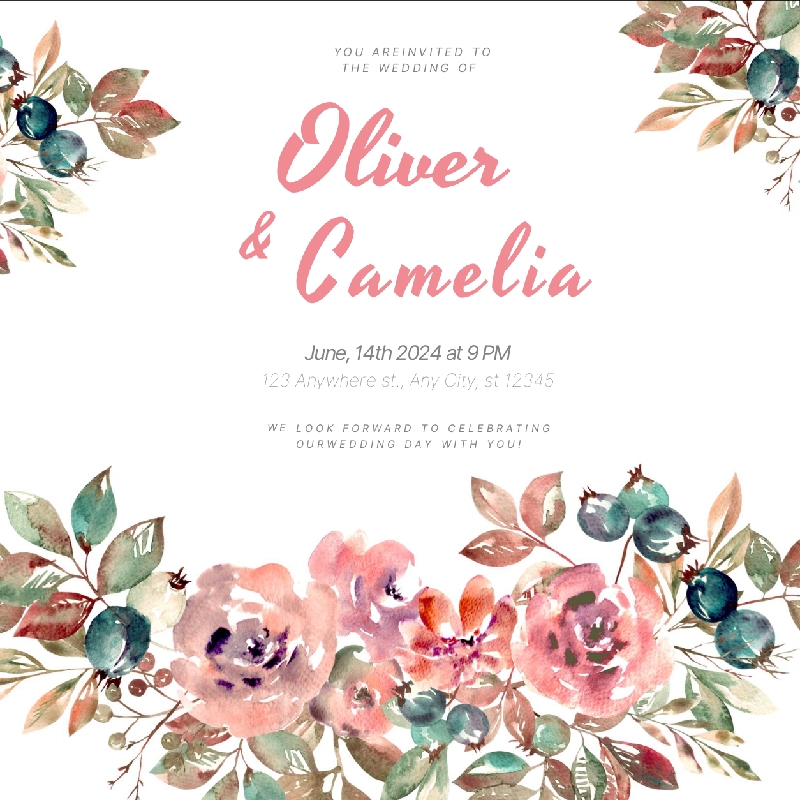 YOU AREINVITED TO
THE WEDDING OF
Oliver
& Camelia
June, 14th 2024 at 9 PM
123 Anywhere st., Any City, st 12345
WE LOOK FORWARD TO CELEBRATING
OURWEDDING DAY WITH YOU!